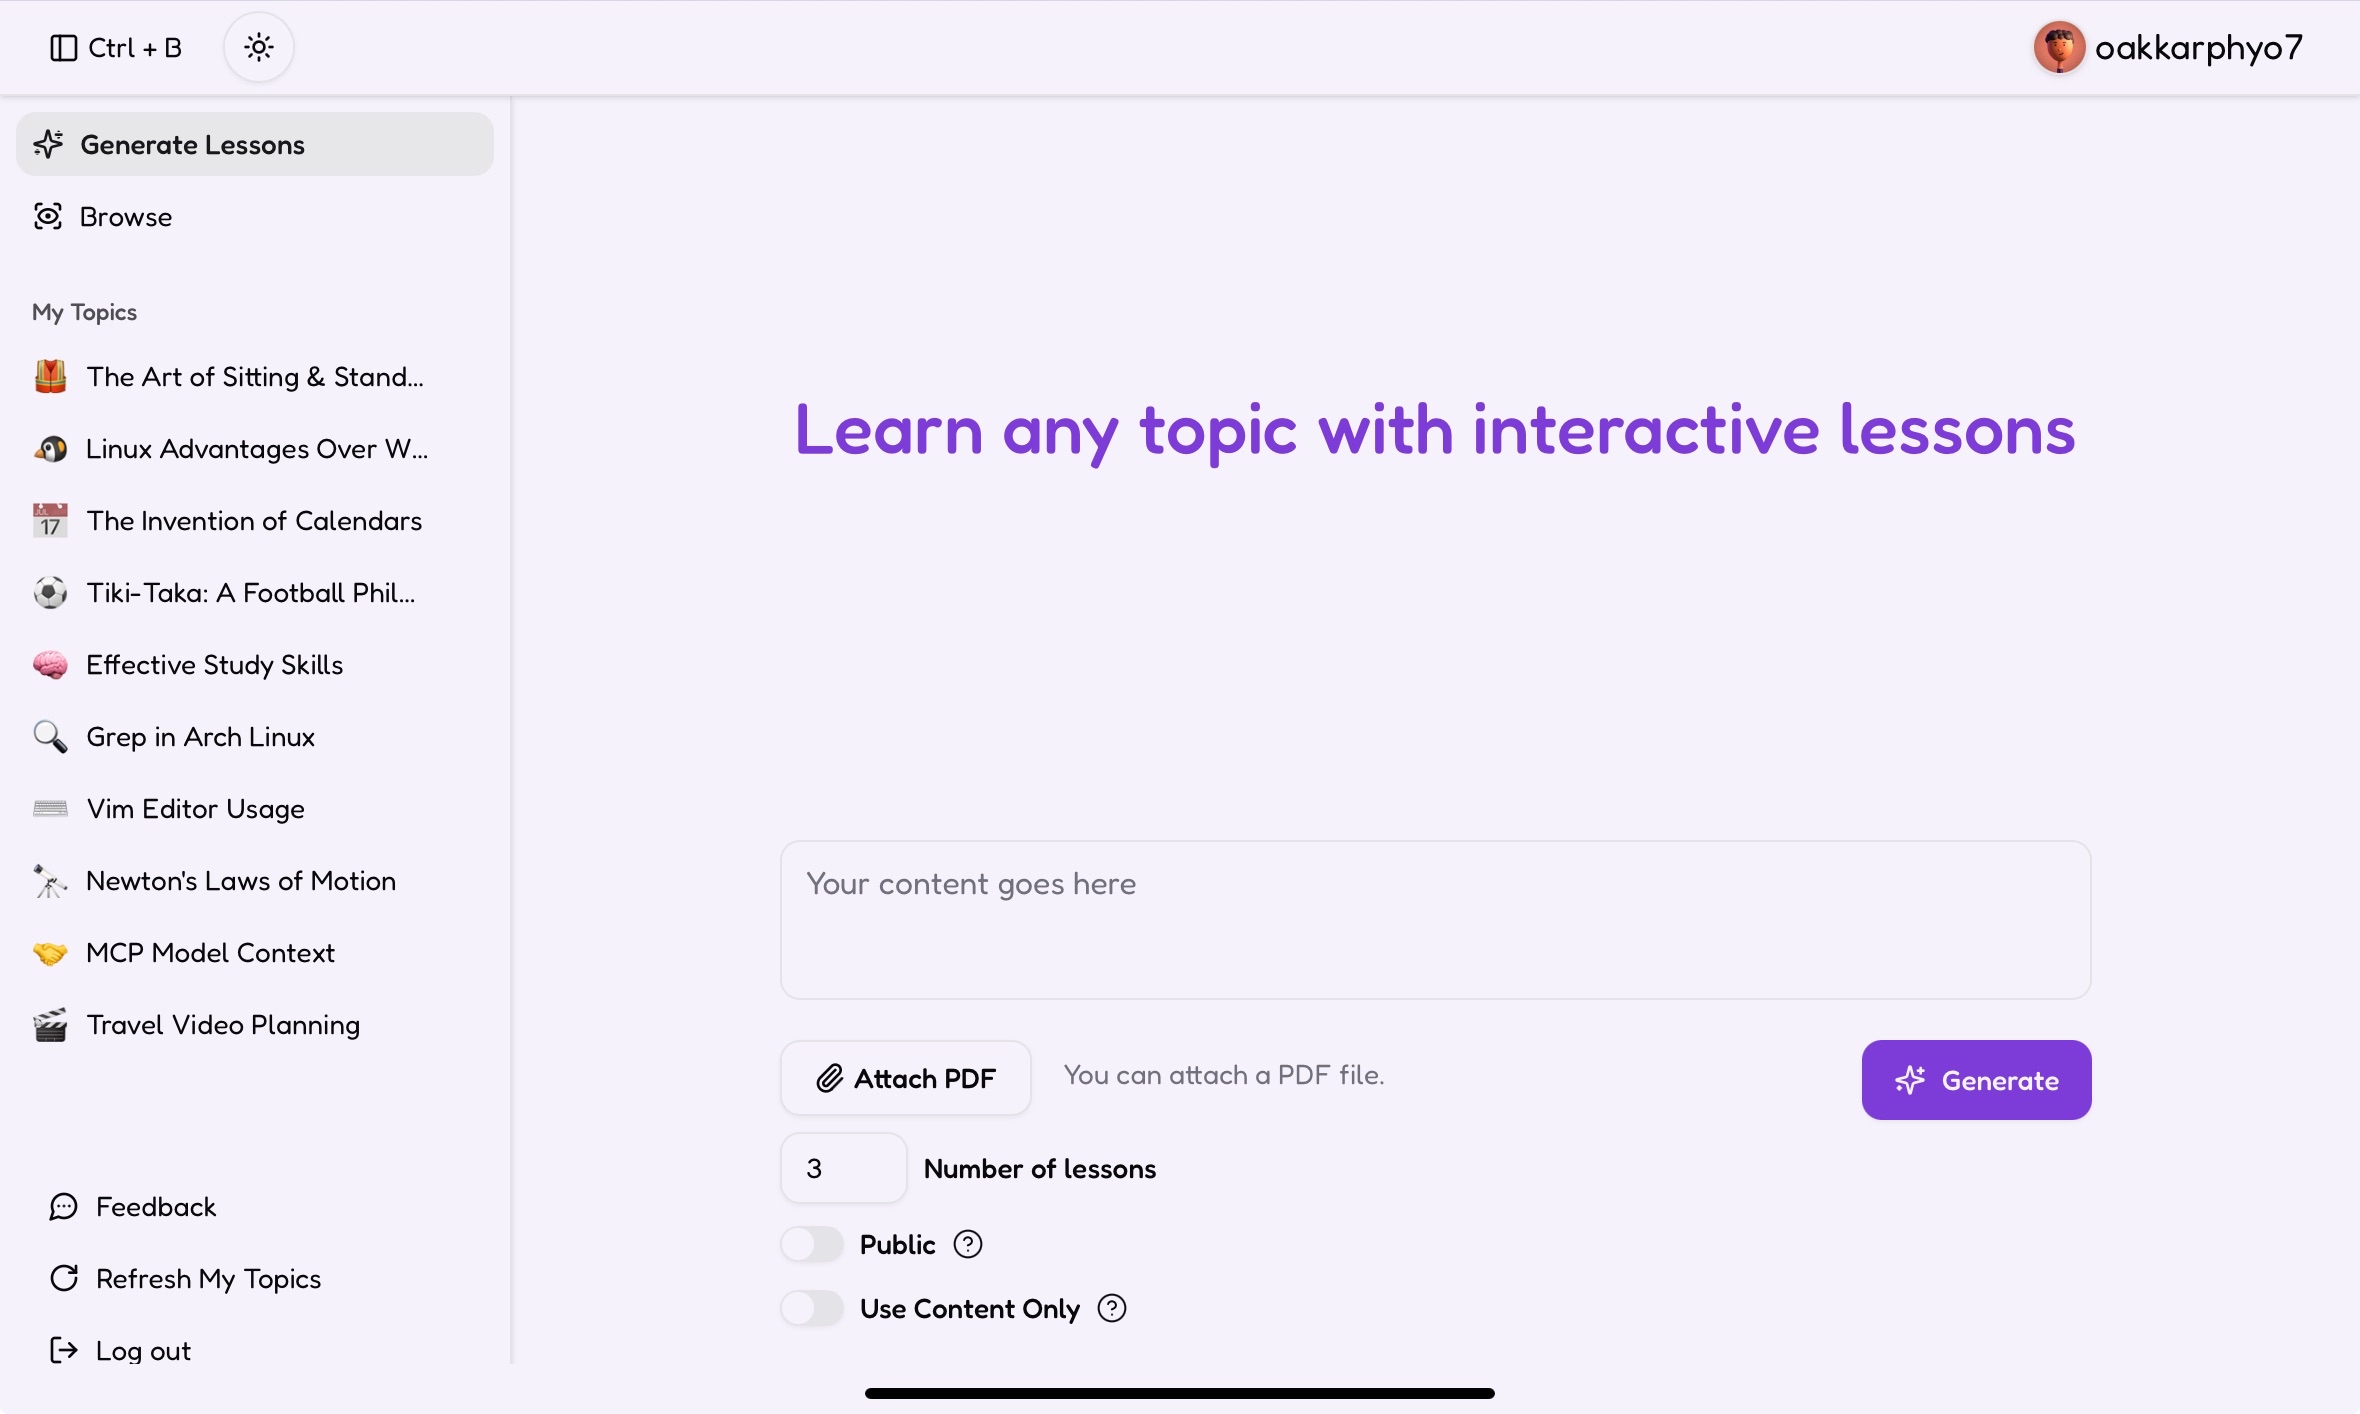 Ctrl + B
oakkarphyo7
Generate Lessons
Browse
My Topics
The Art of Sitting & Stand...
Linux Advantages Over W...
JUL
17
The Invention of Calendars
Tiki-Taka: A Football Phil...
Effective Study Skills
Grep in Arch Linux
Vim Editor Usage
Newton's Laws of Motion
MCP Model Context
Travel Video Planning
Feedback
Refresh My Topics
Log out
Learn any topic with interactive lessons
Your content goes here
Attach PDF
You can attach a PDF file.
Generate
3
Number of lessons
Public
Use Content Only